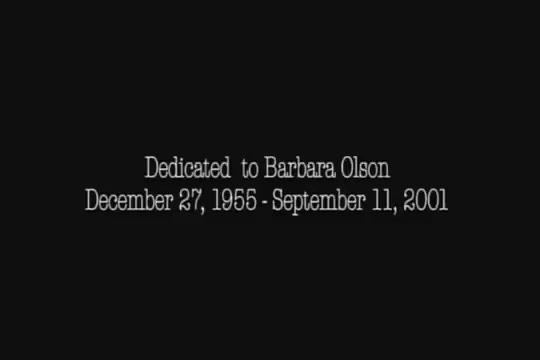 Dedicated to Barbara Olson
December 27, 1955 - September 11, 2001